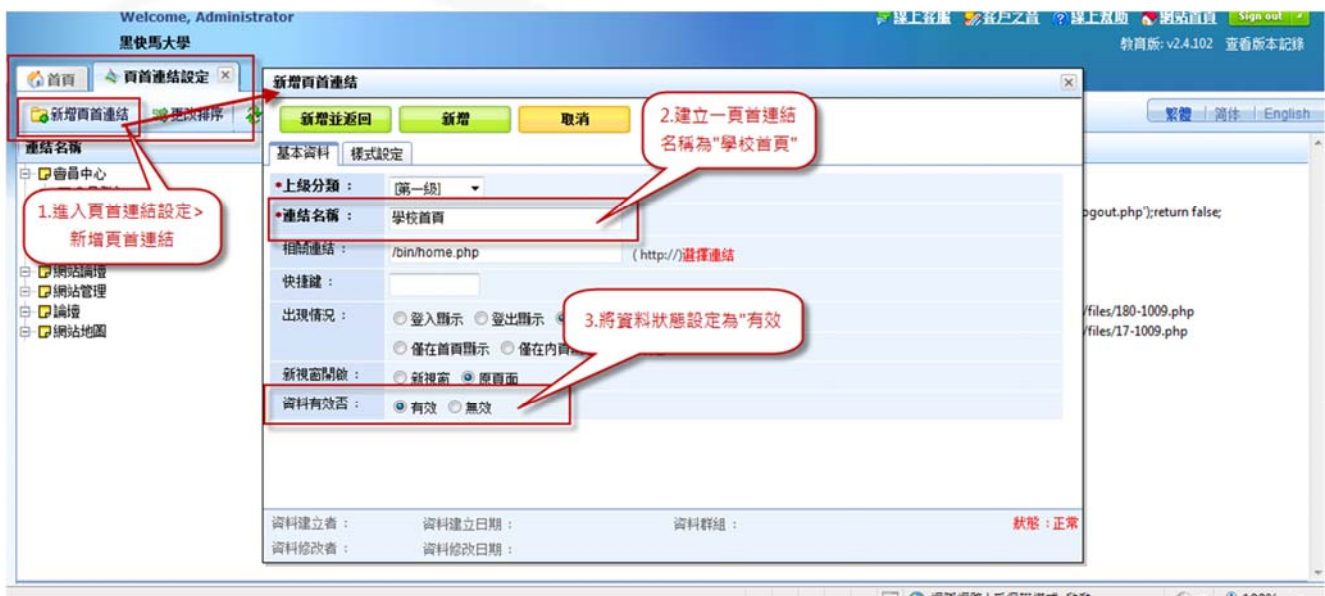 Welcome, Administrator
線上客服 客戶之音 線上幫助 網站首頁 Sign out
黑快馬大學
教育版: v2.4.102 查看版本記錄
首頁 頁首連結設定
新增頁首連結 更改排序
繁體 简体 English
連結名稱
會員中心
1.進入頁首連結設定>
新增頁首連結
網站論壇
網站管理
論壇
網站地圖
新增頁首連結
新增並返回 新增 取消
2.建立一頁首連結
名稱為"學校首頁"
基本資料 樣式設定
•上級分類： [第一級]
•連結名稱： 學校首頁
相關連結： /bin/home.php ( http://)選擇連結
快捷鍵：
出現情況： 登入顯示 登出顯示
僅在首頁顯示 僅在內頁
3.將資料狀態設定為"有效
新視窗開啟： 新視窗 原頁面
資料有效否： 有效 無效
資料建立者： 資料建立日期： 資料群組： 狀態：正常
資料修改者： 資料修改日期：
ogout.php');return false;
/files/180-1009.php
/files/17-1009.php